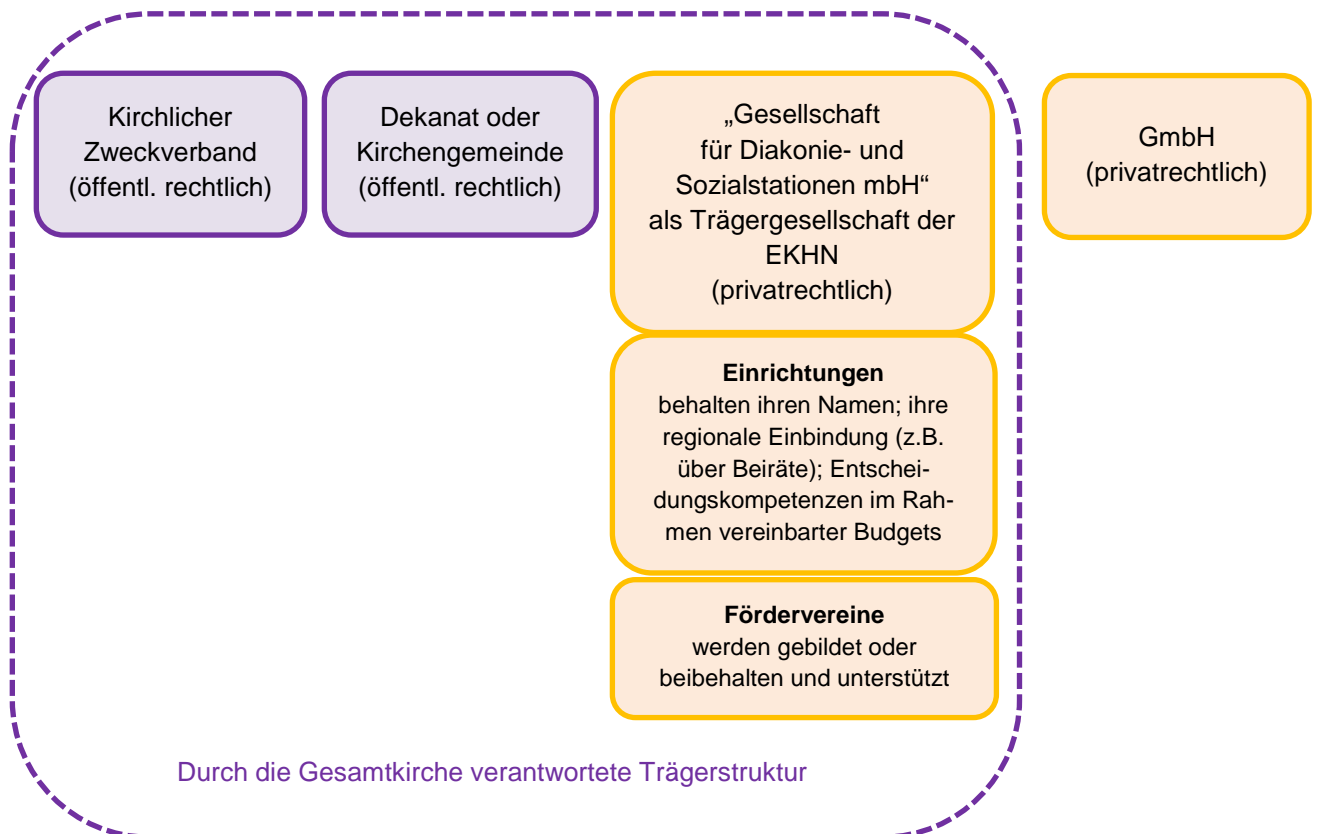 Kirchlicher
Zweckverband
(öffentl. rechtlich)
Dekanat oder
Kirchengemeinde
(öffentl. rechtlich)
„Gesellschaft
für Diakonie- und
Sozialstationen mbH“
als Trägergesellschaft der
EKHN
(privatrechtlich)
GmbH
(privatrechtlich)
Einrichtungen
behalten ihren Namen; ihre
regionale Einbindung (z.B.
über Beiräte); Entschei-
dungskompetenzen im Rah-
men vereinbarter Budgets
Fördervereine
werden gebildet oder
beibehalten und unterstützt
Durch die Gesamtkirche verantwortete Trägerstruktur